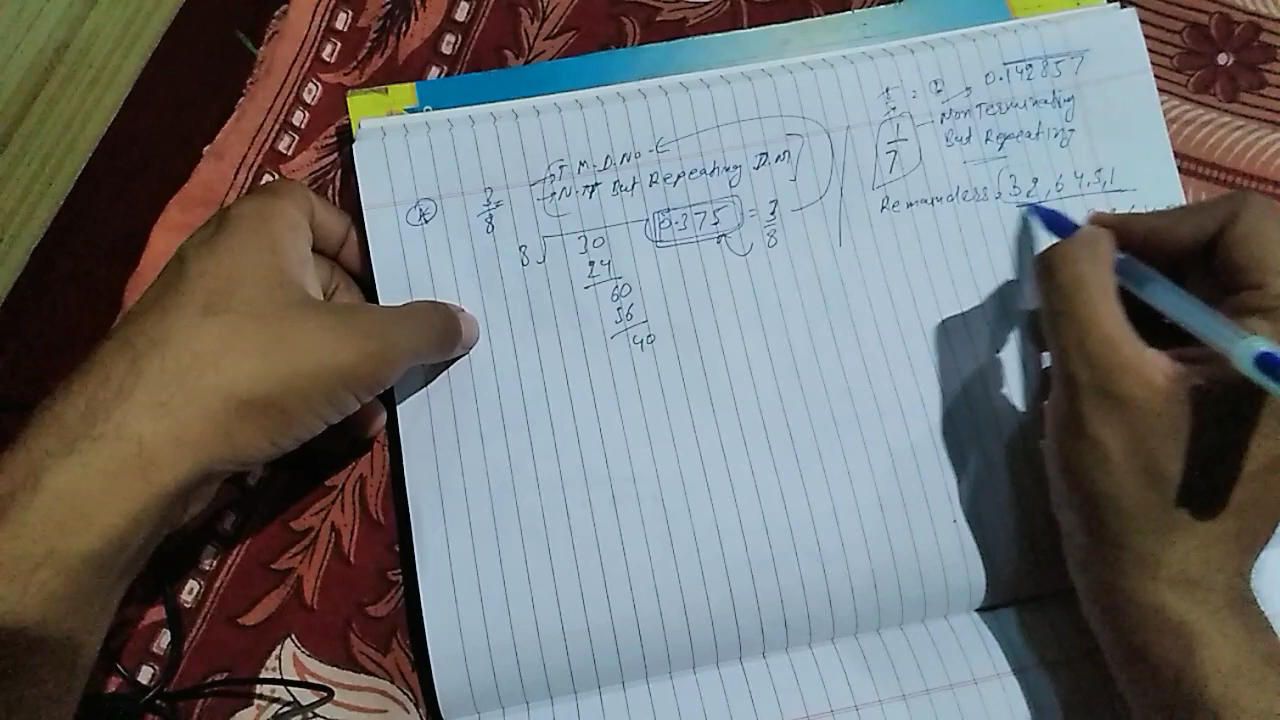 K
3/8 =
T.M.D.No.
N.T But Repeating D.M
0.375 = 3/8
8
30
24
60
56
40
0.142857
1/7
Non Terminating
But Repeating
Remainders
3 2, 6 4, 5, 1